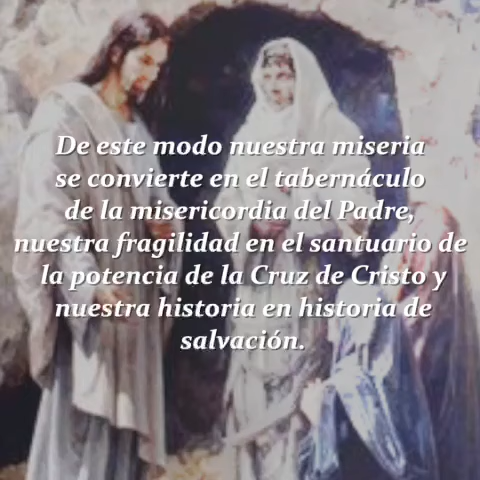 De este modo nuestra miseria
se convierte en el tabernáculo
de la misericordia del Padre,
nuestra fragilidad en el santuario de
la potencia de la Cruz de Cristo y
nuestra historia en historia de
salvación.